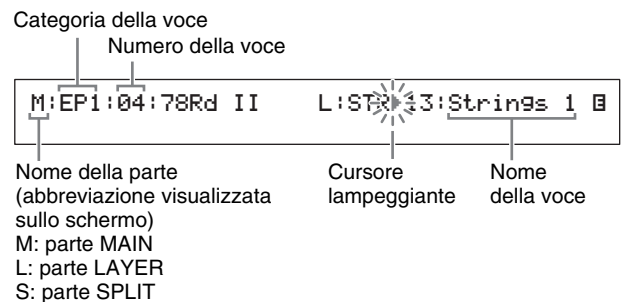 Categoria della voce
Numero della voce
M:EP1:04:78Rd II L:STR 13:Strings 1 E
Nome della parte
(abbreviazione visualizzata
sullo schermo)
M: parte MAIN
L: parte LAYER
S: parte SPLIT
Cursore
lampeggiante
Nome
della voce